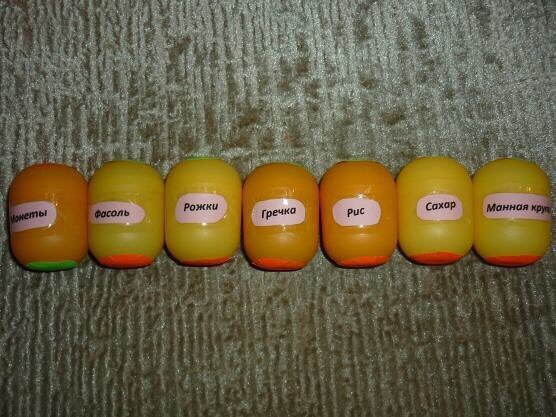 Монеты
Фасоль
Рожки
Гречка
Рис
Сахар
Манная круп